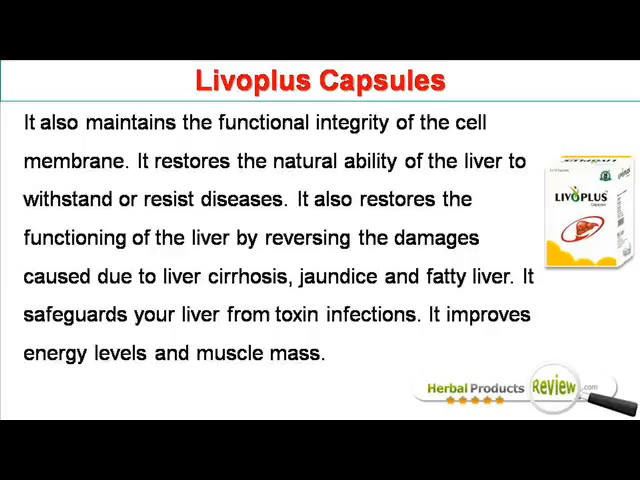 Livoplus Capsules
It also maintains the functional integrity of the cell
membrane. It restores the natural ability of the liver to
withstand or resist diseases. It also restores the
functioning of the liver by reversing the damages
caused due to liver cirrhosis, jaundice and fatty liver. It
safeguards your liver from toxin infections. It improves
energy levels and muscle mass.
LIVOPLUS
Capsules
Herbal Products Review.com